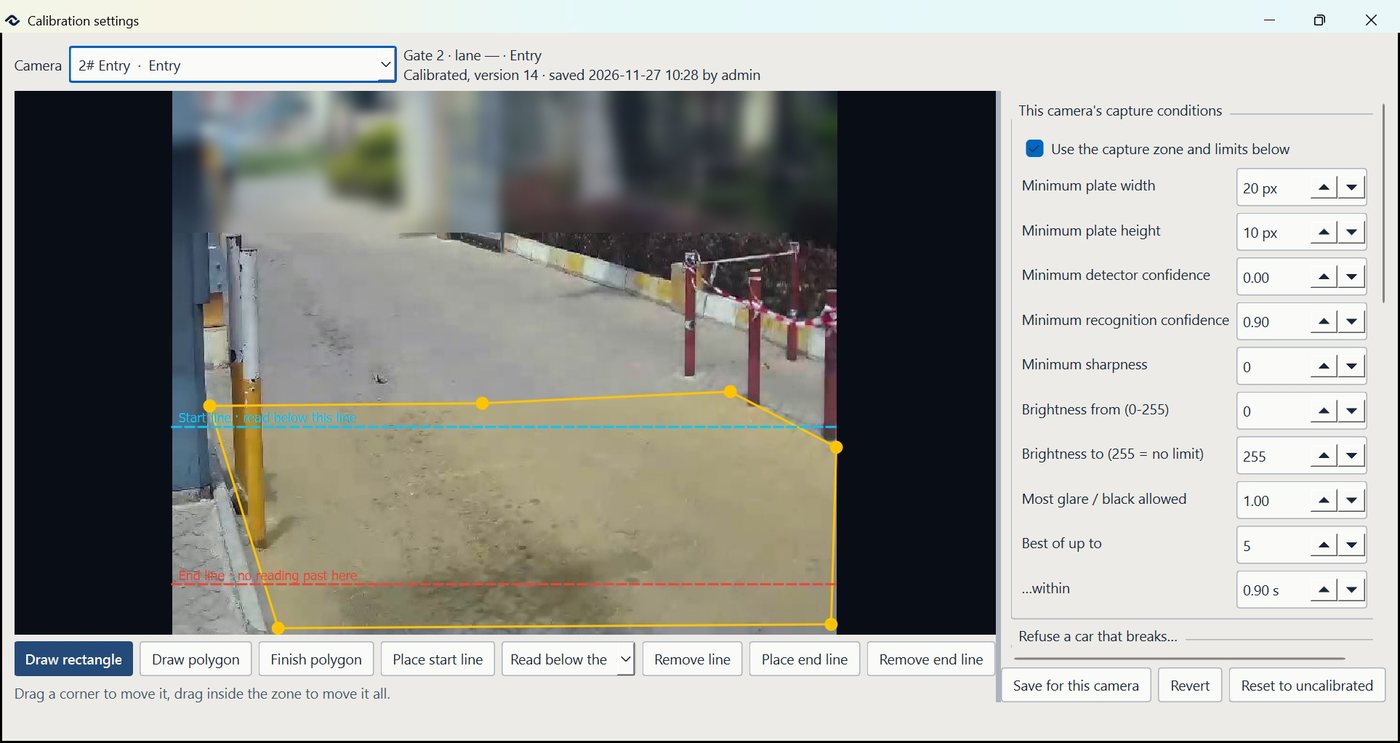 Calibration settings
Camera
2# Entry · Entry
Gate 2 · lane — · Entry
Calibrated, version 14 · saved 2026-11-27 10:28 by admin
Start line · read below this line
End line · no reading past here
This camera's capture conditions
Use the capture zone and limits below
Minimum plate width 20 px
Minimum plate height 10 px
Minimum detector confidence 0.00
Minimum recognition confidence 0.90
Minimum sharpness 0
Brightness from (0-255) 0
Brightness to (255 = no limit) 255
Most glare / black allowed 1.00
Best of up to 5
...within 0.90 s
Refuse a car that breaks...
Draw rectangle
Draw polygon
Finish polygon
Place start line
Read below the
Remove line
Place end line
Remove end line
Save for this camera
Revert
Reset to uncalibrated
Drag a corner to move it, drag inside the zone to move it all.